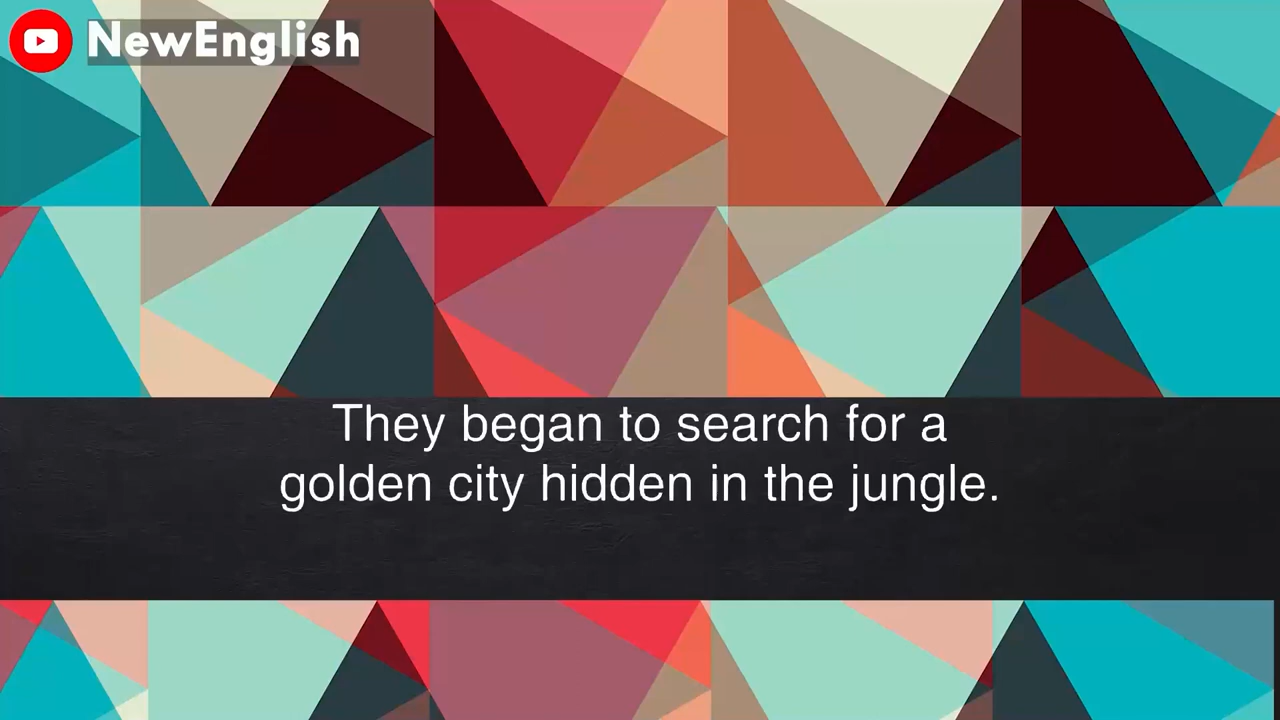 NewEnglish
They began to search for a
golden city hidden in the jungle.